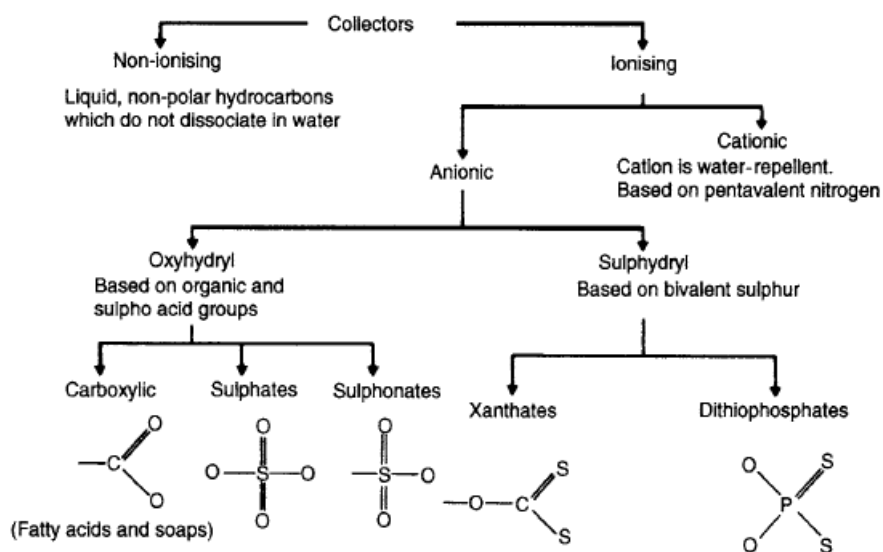 Collectors
Non-ionising
Liquid, non-polar hydrocarbons
which do not dissociate in water
Ionising
Anionic
Cationic
Cation is water-repellent.
Based on pentavalent nitrogen
Oxyhydryl
Based on organic and
sulpho acid groups
Sulphydryl
Based on bivalent sulphur
Carboxylic
Sulphates
Sulphonates
Xanthates
Dithiophosphates
O
C
O
(Fatty acids and soaps)
O
O S O
O
O
S O
O
S
O C
S
O S
P
O S